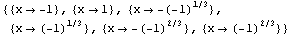 {{x → -1}, {x → 1}, {x → -(-1)^{1/3}},
{x → (-1)^{1/3}}, {x → -(-1)^{2/3}}, {x → (-1)^{2/3}}}